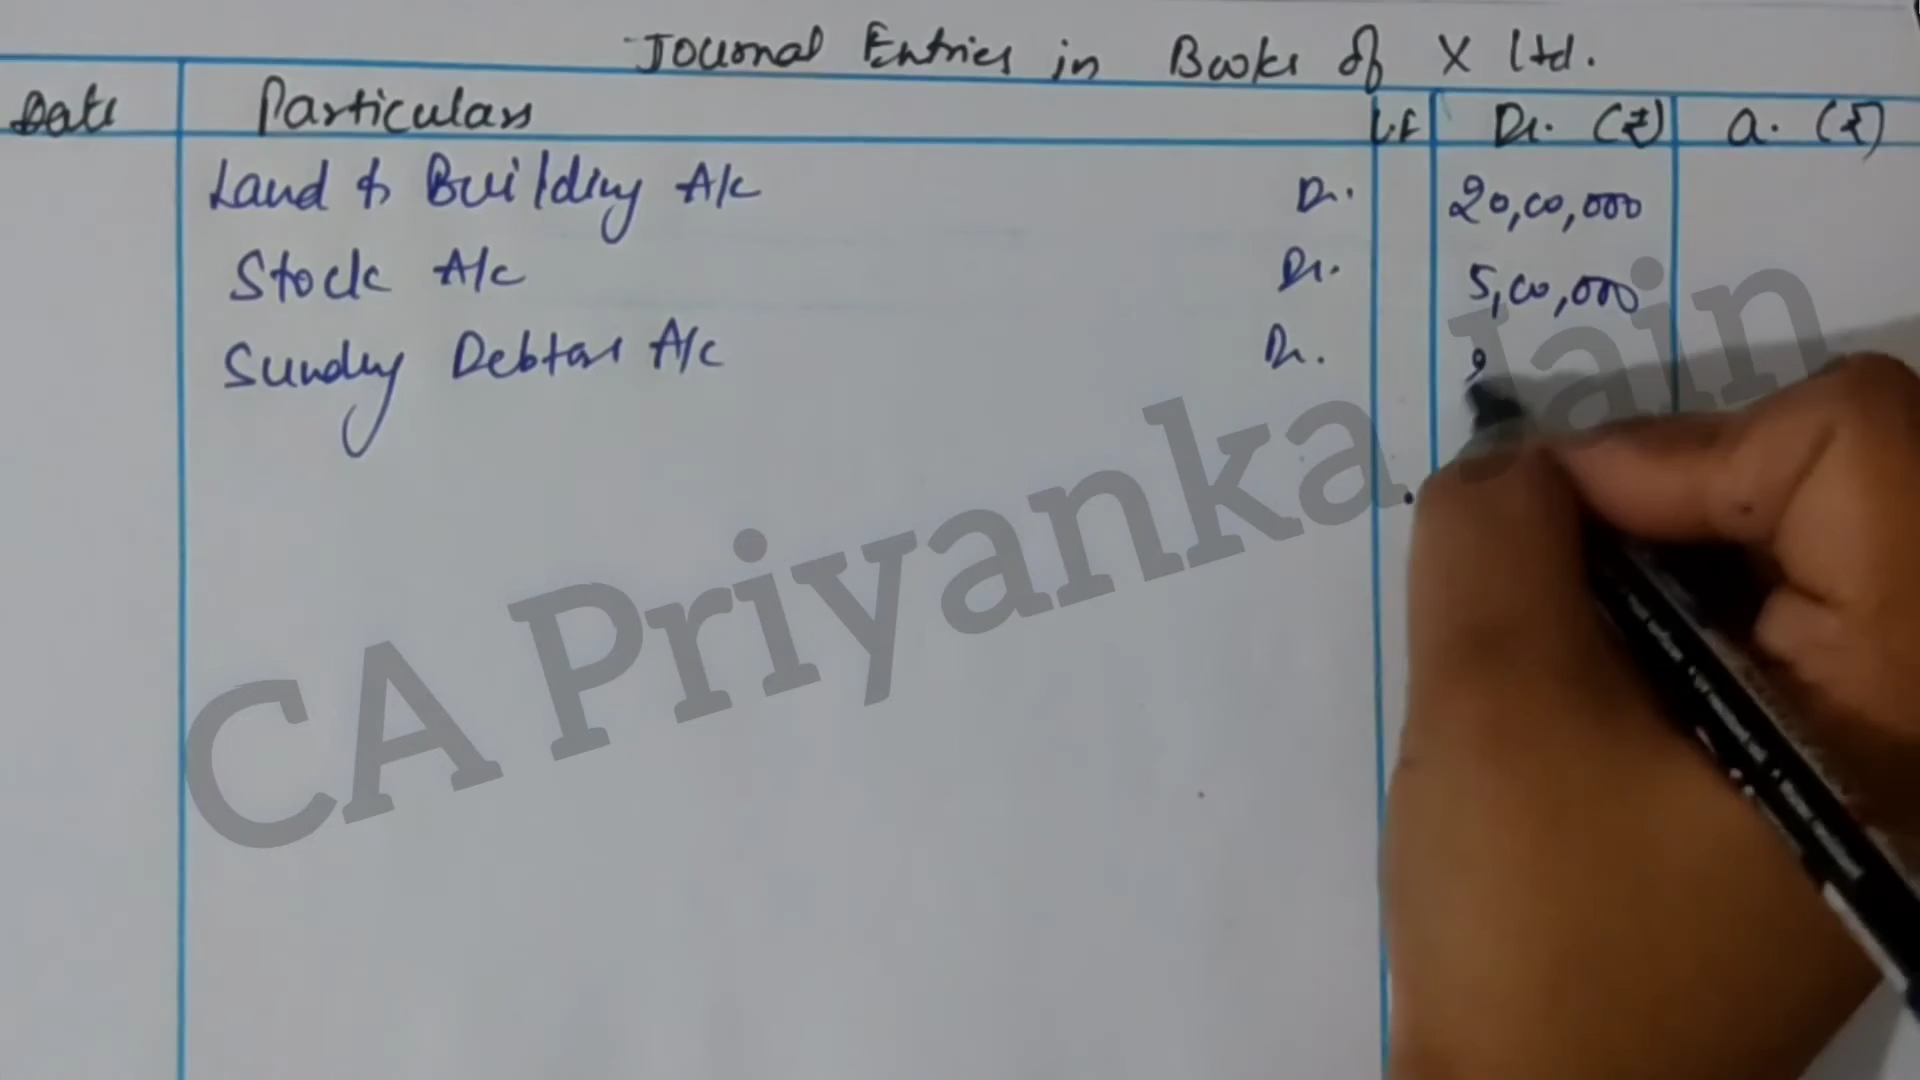 Journal Entries in Books of X Ltd.
Date Particulars L.F Dr. (₹) Cr. (₹)
Land & Building A/c Dr. 20,00,000
Stock A/c Dr. 5,00,000
Sundry Debtors A/c Dr.
CA Priyanka Jain